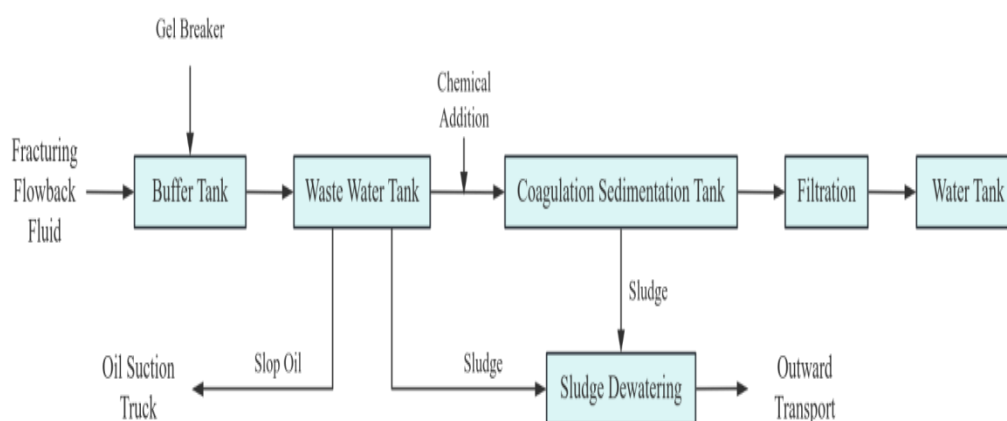 Gel Breaker
Chemical
Addition
Fracturing
Flowback
Fluid
Buffer Tank
Waste Water Tank
Coagulation Sedimentation Tank
Filtration
Water Tank
Sludge
Oil Suction
Truck
Slop Oil
Sludge
Sludge Dewatering
Outward
Transport